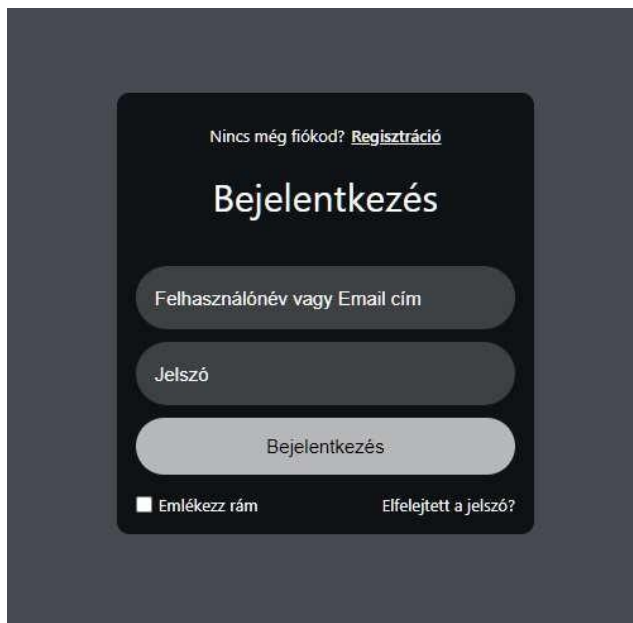 Nincs még fiókod? Regisztráció
Bejelentkezés
Felhasználónév vagy Email cím
Jelszó
Bejelentkezés
Emlékezz rám Elfelejtett a jelszó?